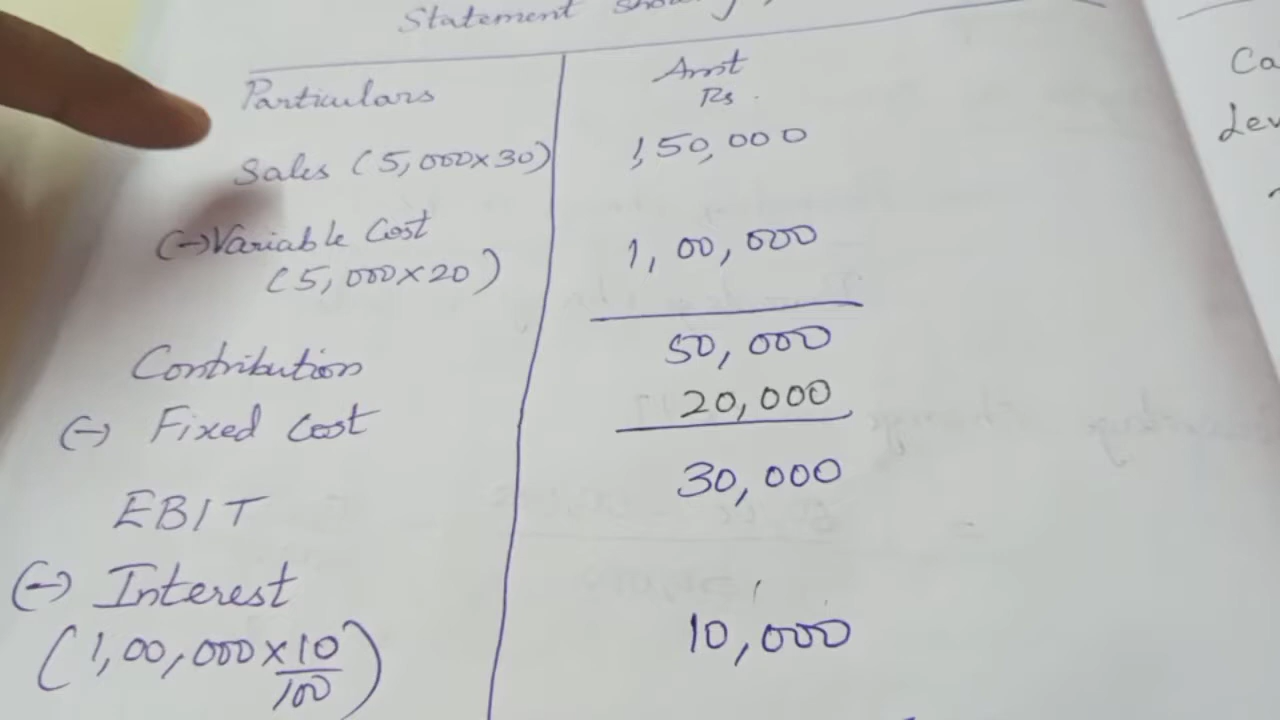 Statement Showing
Particulars Amt
Rs.
Sales (5,000×30) 1,50,000
(-) Variable Cost 1,00,000
(5,000×20)
Contribution 50,000
(-) Fixed Cost 20,000
EBIT 30,000
(-) Interest 10,000
(1,00,000 × 10
100)
Ca
Lev